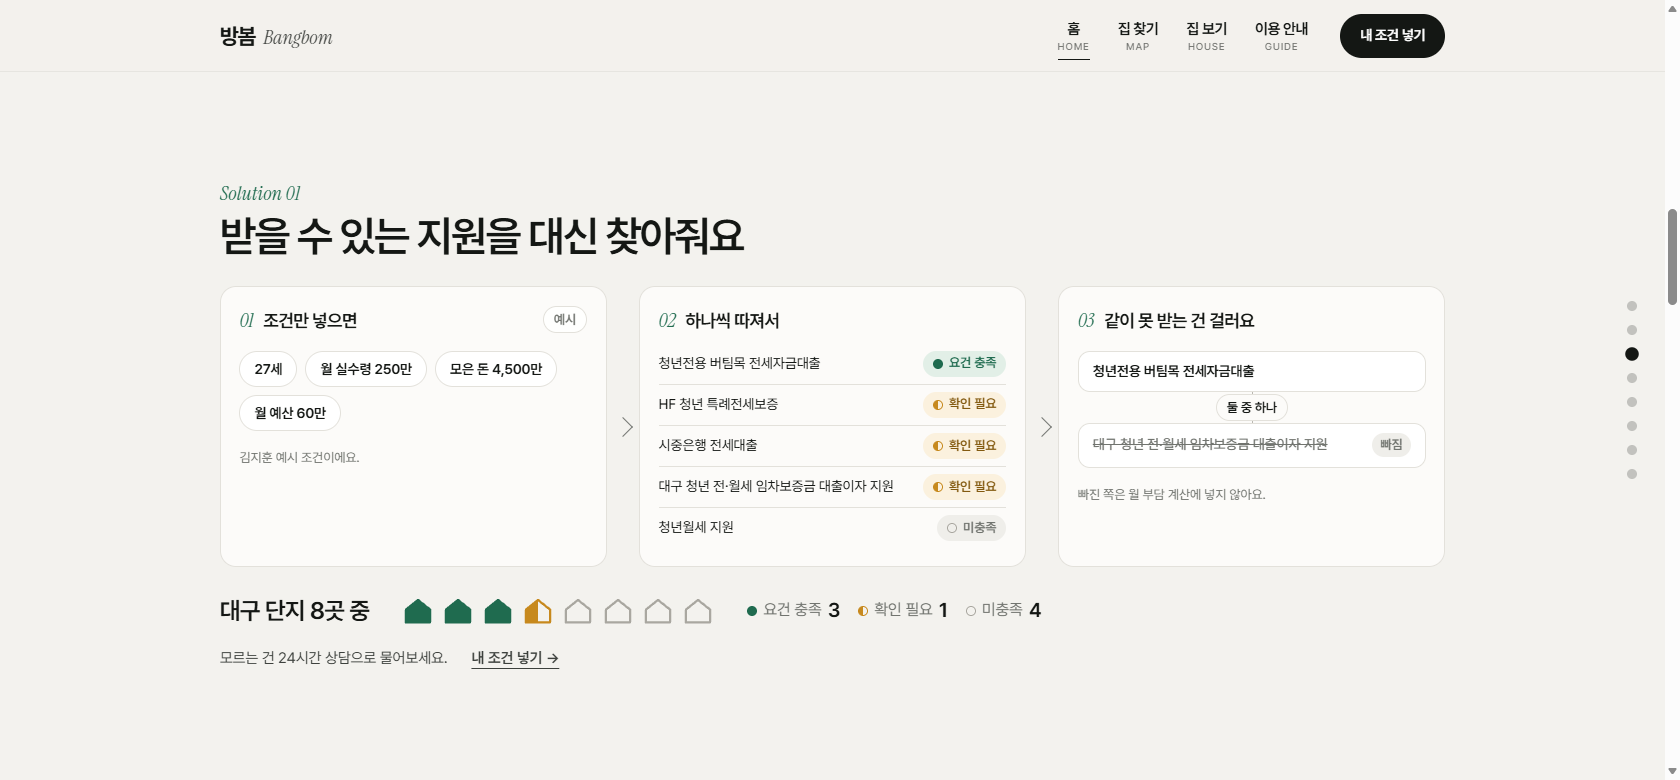 방봄 Bangbom
홈 집 찾기 집 보기 이용 안내 내 조건 넣기
HOME MAP HOUSE GUIDE
Solution 01
받을 수 있는 지원을 대신 찾아줘요
01 조건만 넣으면 예시
27세 월 실수령 250만 모은 돈 4,500만
월 예산 60만
김지훈 예시 조건이에요.
02 하나씩 따져서
청년전용 버팀목 전세자금대출 요건 충족
HF 청년 특례전세보증 확인 필요
시중은행 전세대출 확인 필요
대구 청년 전·월세 임차보증금 대출이자 지원 확인 필요
청년월세 지원 미충족
03 같이 못 받는 건 걸러요
청년전용 버팀목 전세자금대출
둘 중 하나
대구 청년 전·월세 임차보증금 대출이자 지원 빠짐
빠진 쪽은 월 부담 계산에 넣지 않아요.
대구 단지 8곳 중 요건 충족 3 확인 필요 1 미충족 4
모르는 건 24시간 상담으로 물어보세요. 내 조건 넣기 →